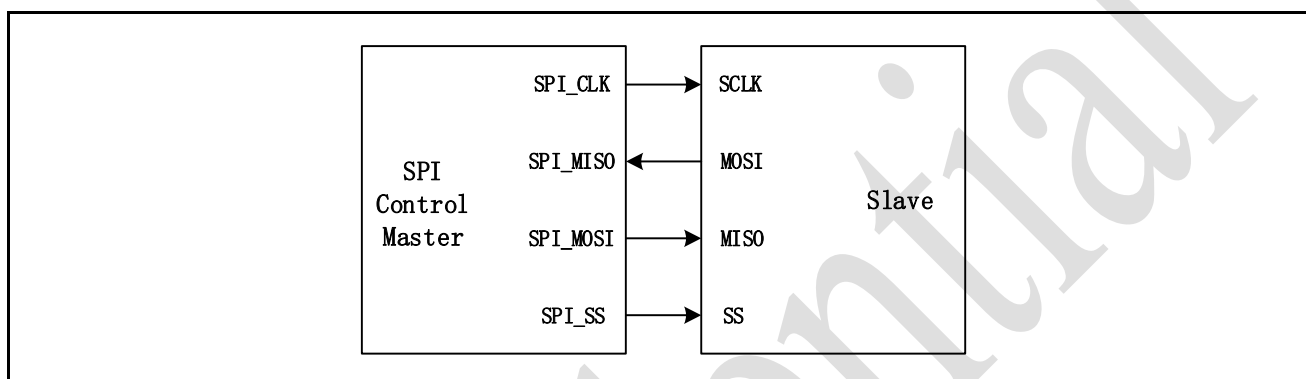 SPI_CLK SCLK
SPI_MISO MOSI
SPI
Control
Master
Slave
SPI_MOSI MISO
SPI_SS SS